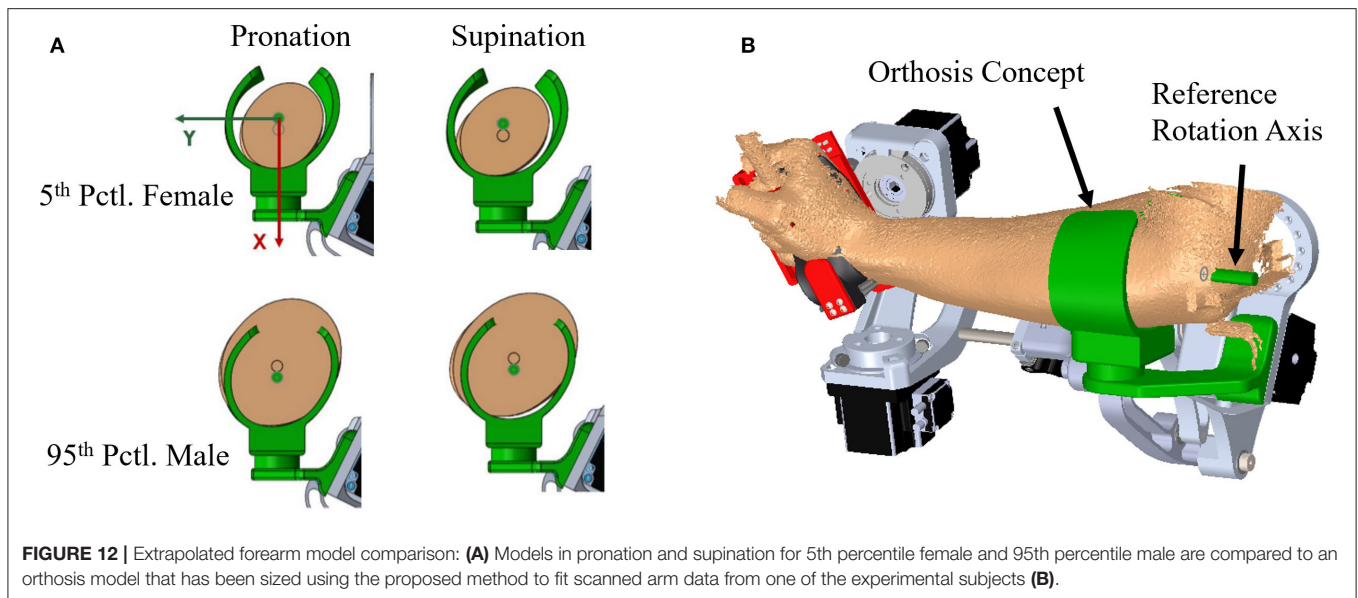 A
Pronation
Supination
Y
X
5th Pctl. Female
95th Pctl. Male
B
Orthosis Concept
Reference
Rotation Axis
FIGURE 12 | Extrapolated forearm model comparison: (A) Models in pronation and supination for 5th percentile female and 95th percentile male are compared to an
orthosis model that has been sized using the proposed method to fit scanned arm data from one of the experimental subjects (B).